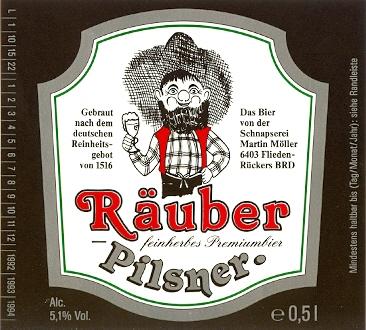 Gebraut
nach dem
deutschen
Reinheits-
gebot
von 1516
Das Bier
von der
Schnapserei
Martin Möller
6403 Flieden-
Rückers BRD
Räuber
feinherbes Premiumbier
Pilsner.
Alc.
5,1% Vol.
e 0,5 l
L 1 10 15 22 1 2 3 4 5 6 7 8 9 10 11 12 1992 1993 1994
Mindestens haltbar bis (Tag/Monat/Jahr): siehe Randleiste